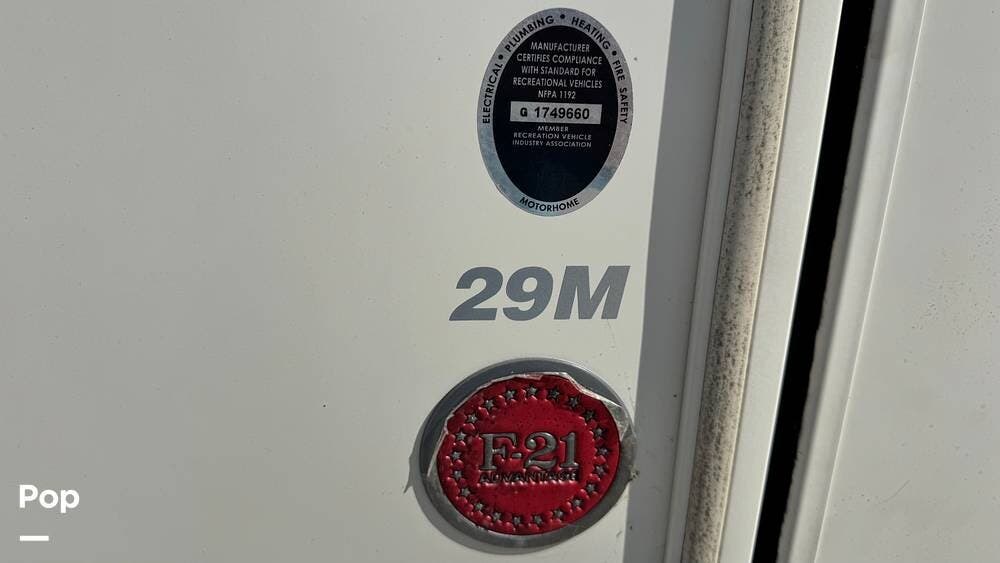 ELECTRICAL • PLUMBING • HEATING • FIRE SAFETY
MANUFACTURER
CERTIFIES COMPLIANCE
WITH STANDARD FOR
RECREATIONAL VEHICLES
NFPA 1192
G 1749660
MEMBER
RECREATION VEHICLE
INDUSTRY ASSOCIATION
MOTORHOME
29M
F-21
ADVANTAGE
Pop